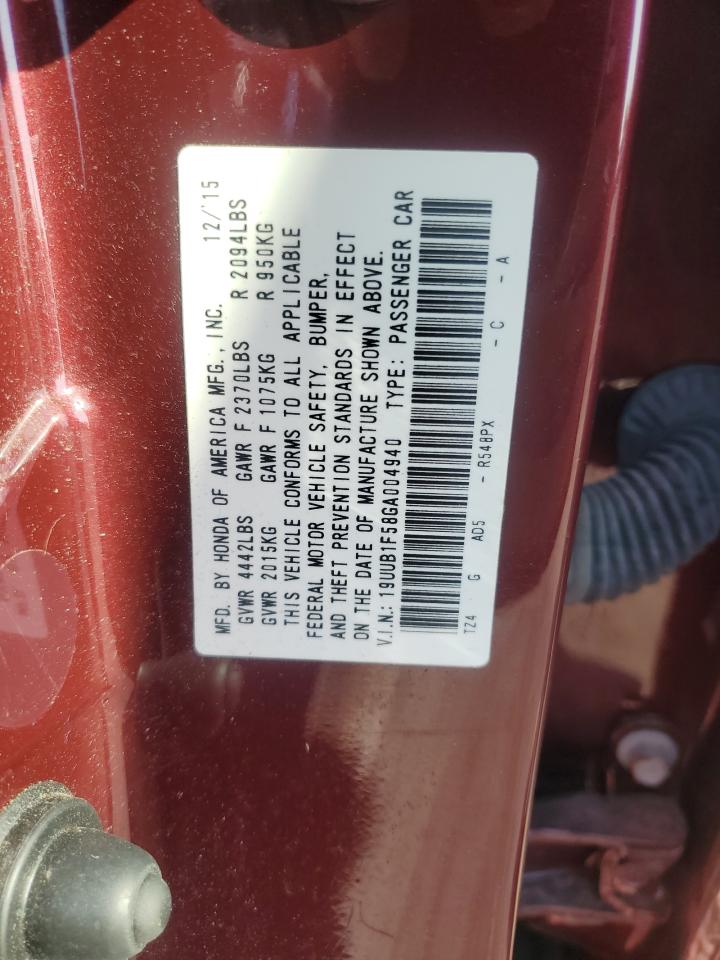 MFD. BY HONDA OF AMERICA MFG., INC. 12/'15
GVWR 4442LBS GAWR F 2370LBS R 2094LBS
GVWR 2015KG GAWR F 1075KG R 950KG
THIS VEHICLE CONFORMS TO ALL APPLICABLE
FEDERAL MOTOR VEHICLE SAFETY, BUMPER,
AND THEFT PREVENTION STANDARDS IN EFFECT
ON THE DATE OF MANUFACTURE SHOWN ABOVE.
V.I.N.: 19UUB1F58GA004940 TYPE: PASSENGER CAR
TZ4 G AD5 - R548PX - C - A